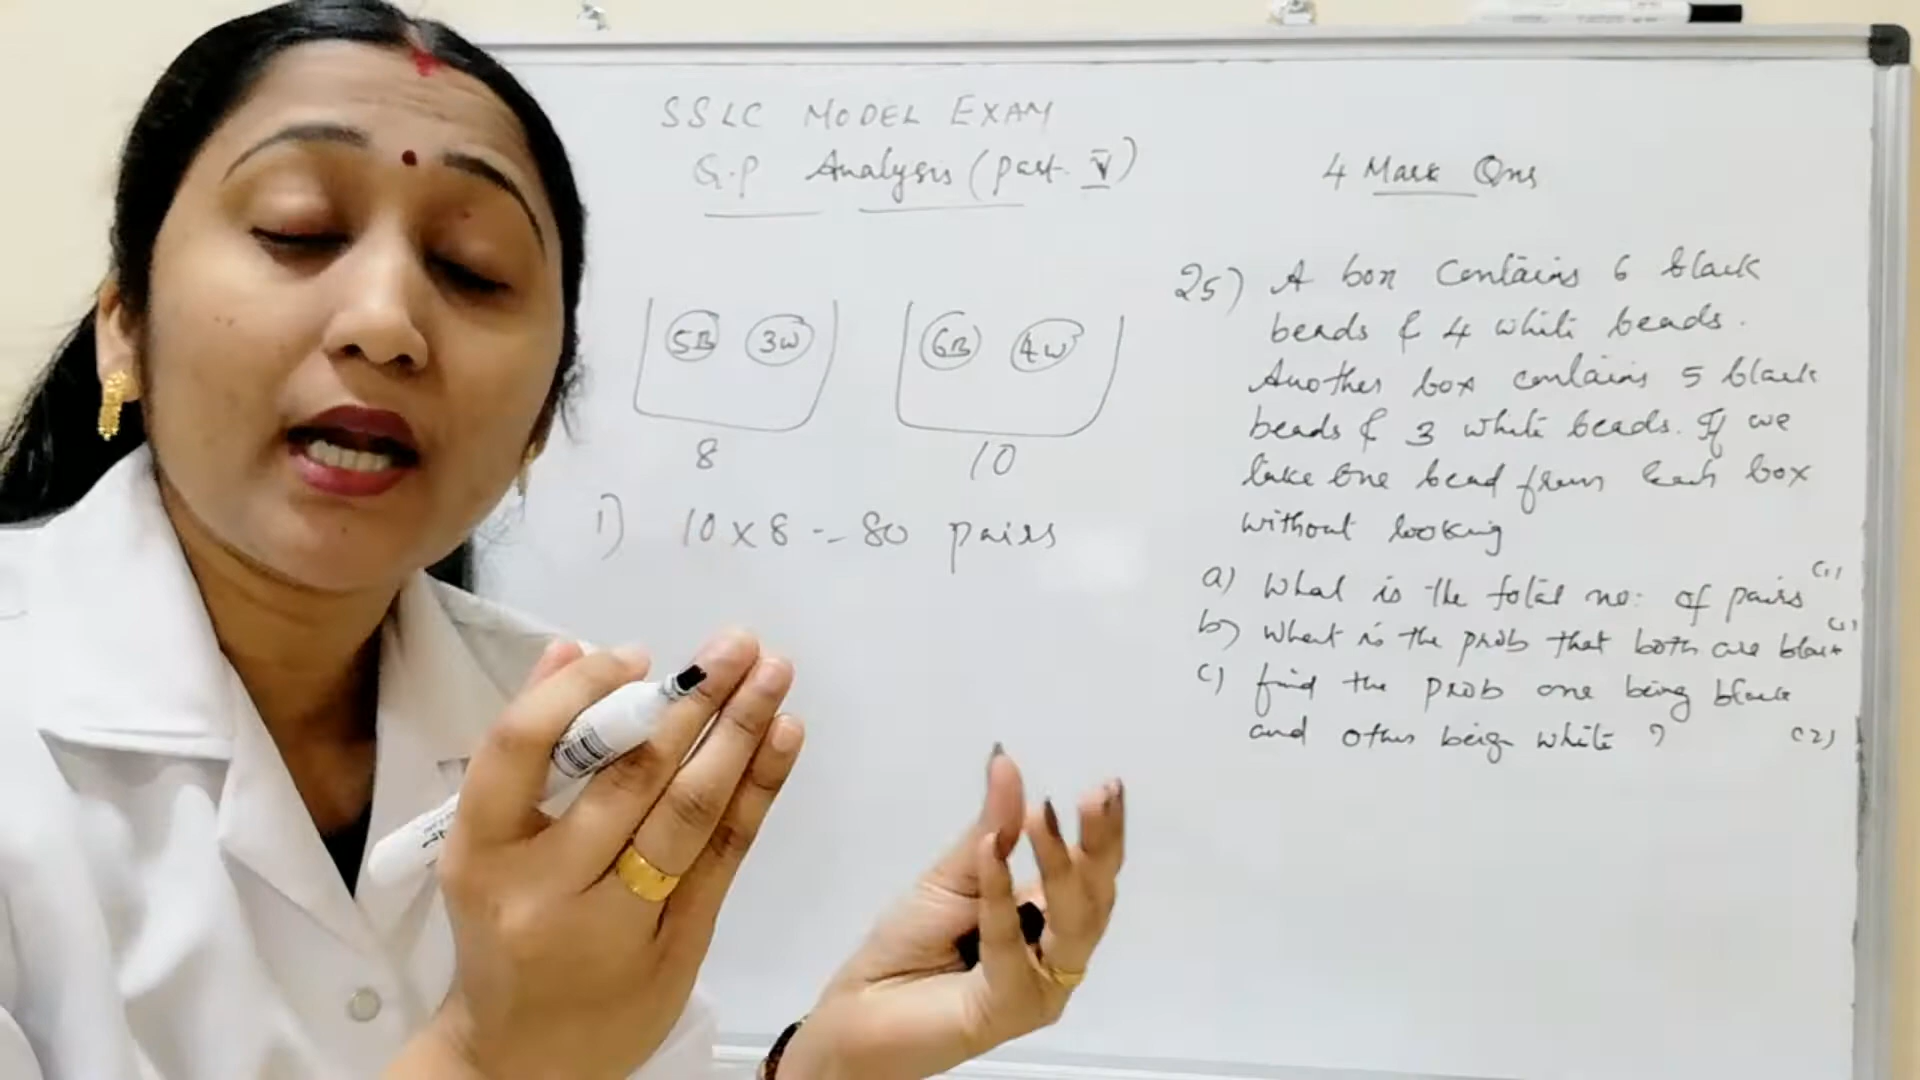 SSLC MODEL EXAM
Q.P Analysis (part. V)
4 Mark Qns
5B 3W 6B 4W
8 10
1) 10 x 8 = 80 pairs
25) A box contains 6 black
beads & 4 white beads.
Another box contains 5 black
beads & 3 white beads. If we
take one bead from each box
without looking
a) What is the total no: of pairs (1)
b) What is the prob that both are black (1)
c) find the prob one being black
and other beign white ? (2)